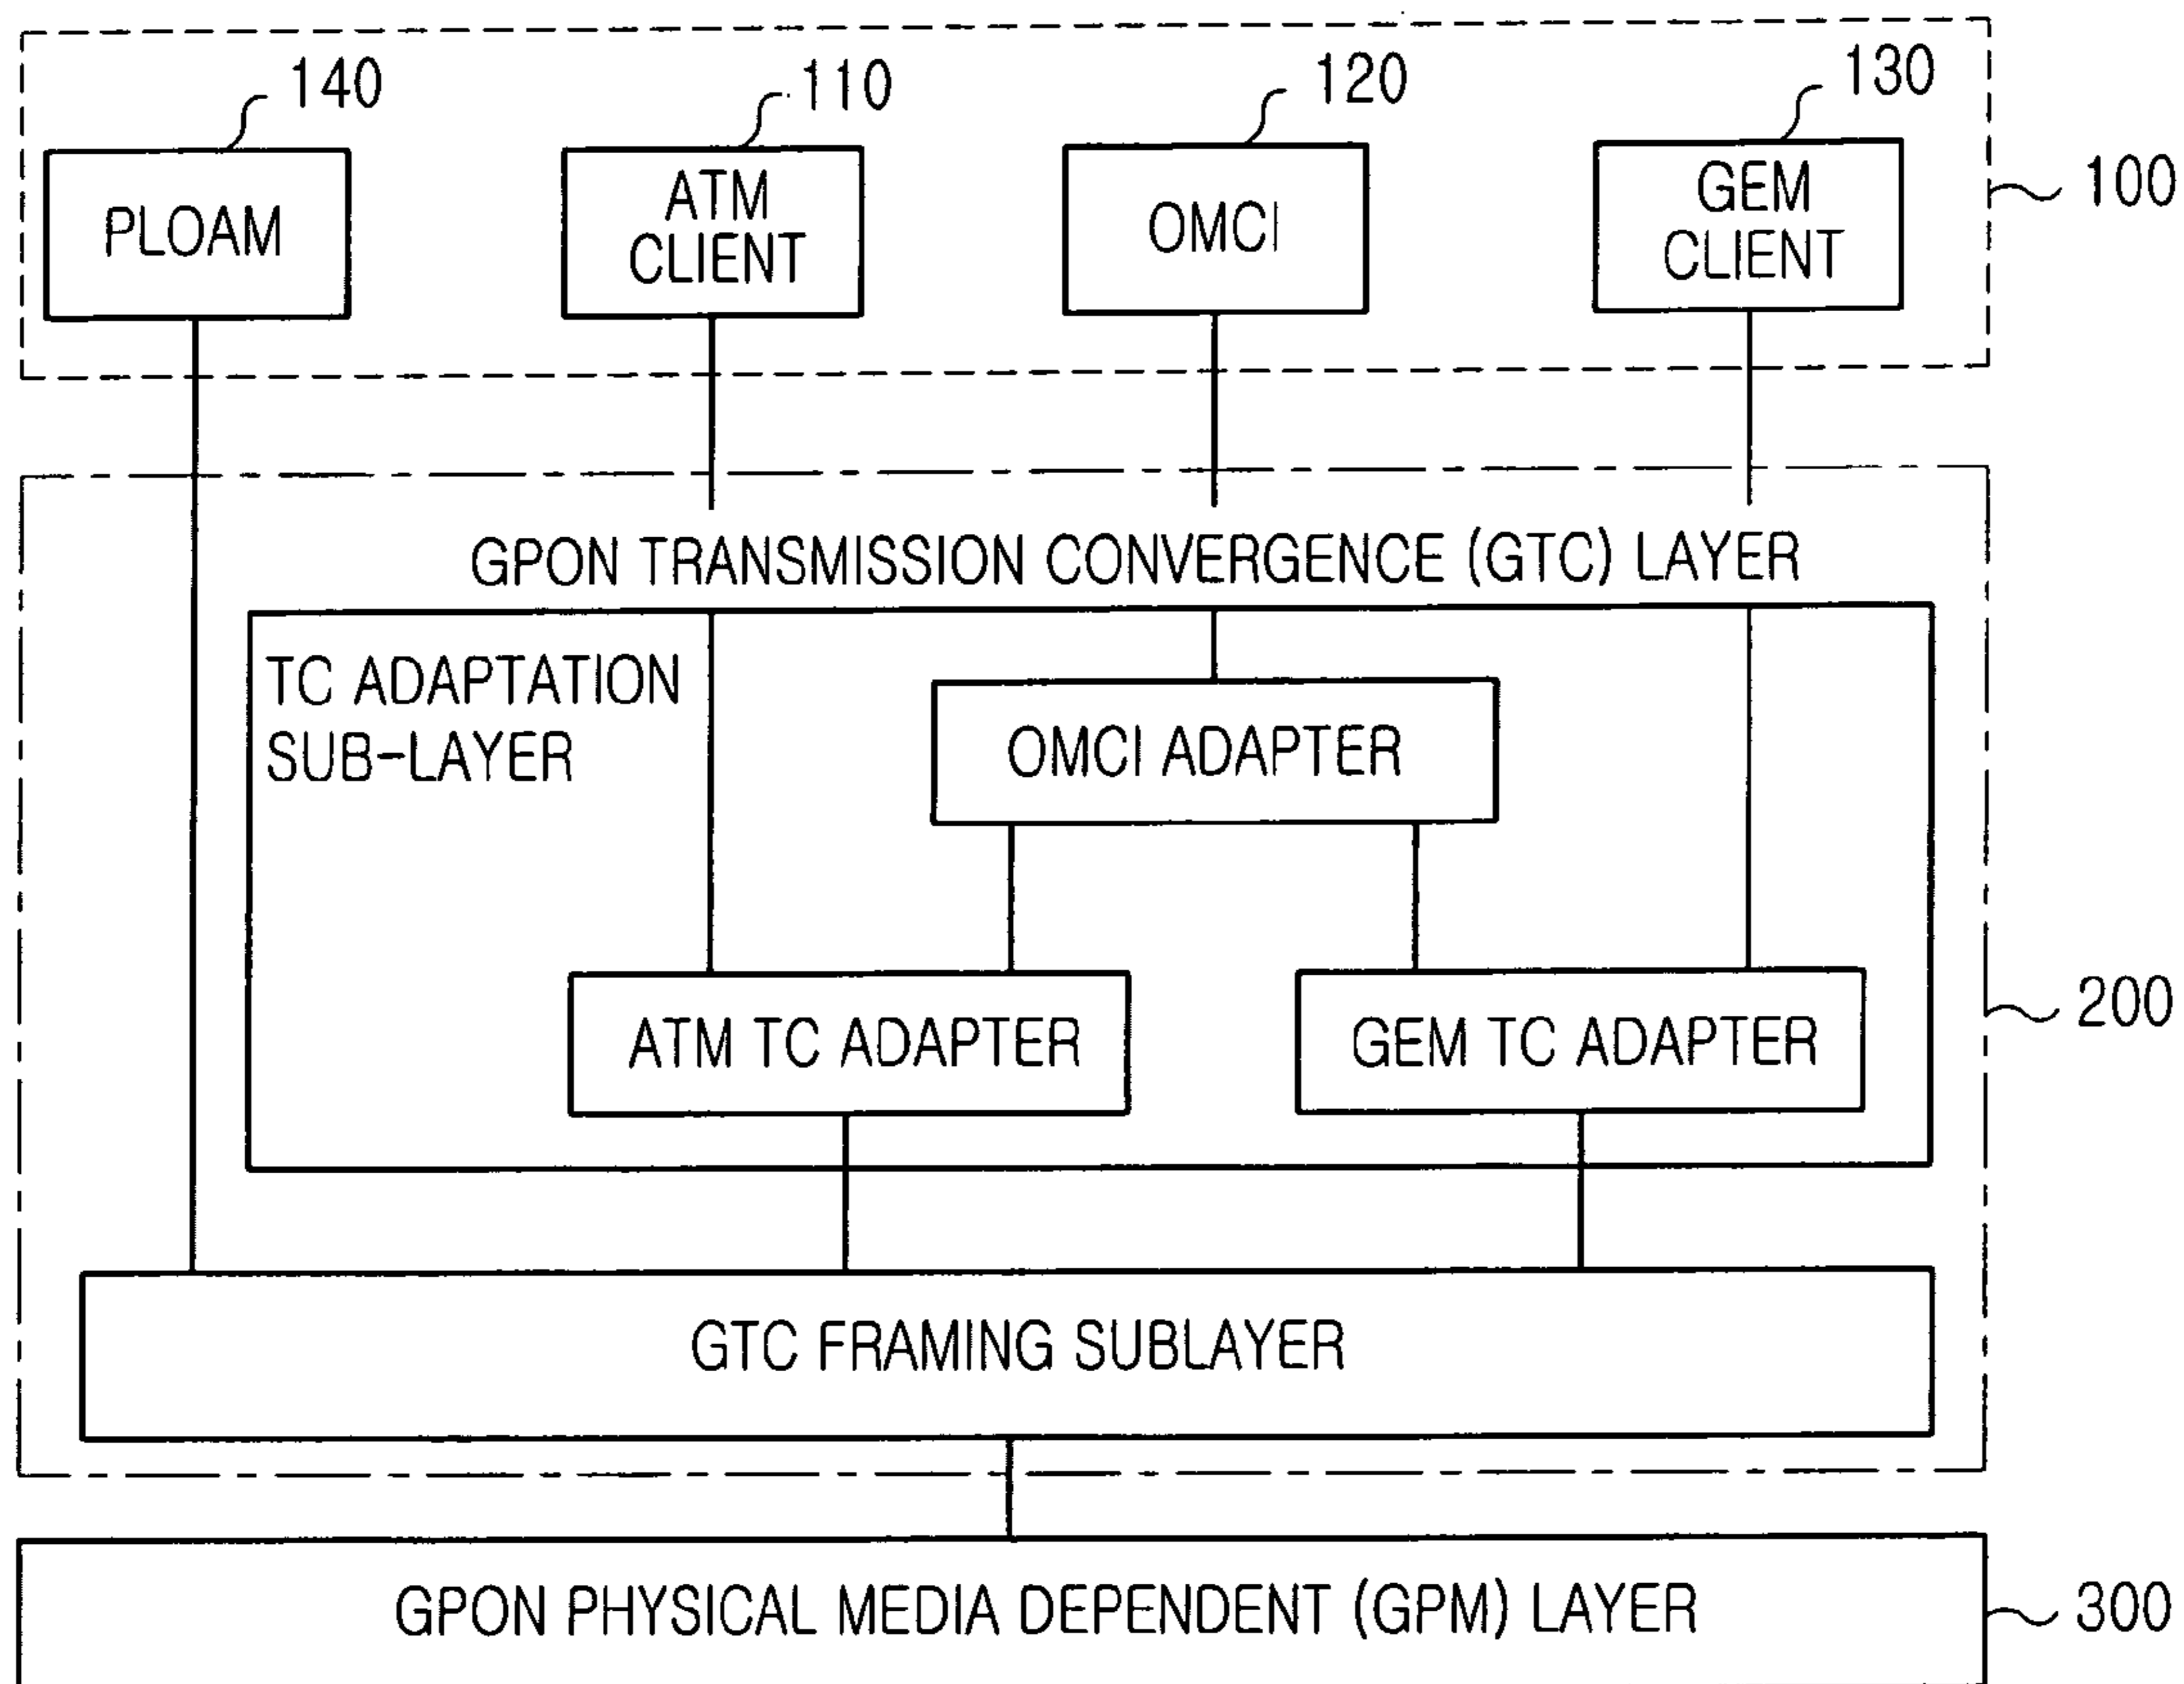 140
110
120
130
PLOAM
ATM
CLIENT
OMCI
GEM
CLIENT
100
GPON TRANSMISSION CONVERGENCE (GTC) LAYER
TC ADAPTATION
SUB-LAYER
OMCI ADAPTER
ATM TC ADAPTER
GEM TC ADAPTER
200
GTC FRAMING SUBLAYER
GPON PHYSICAL MEDIA DEPENDENT (GPM) LAYER
300